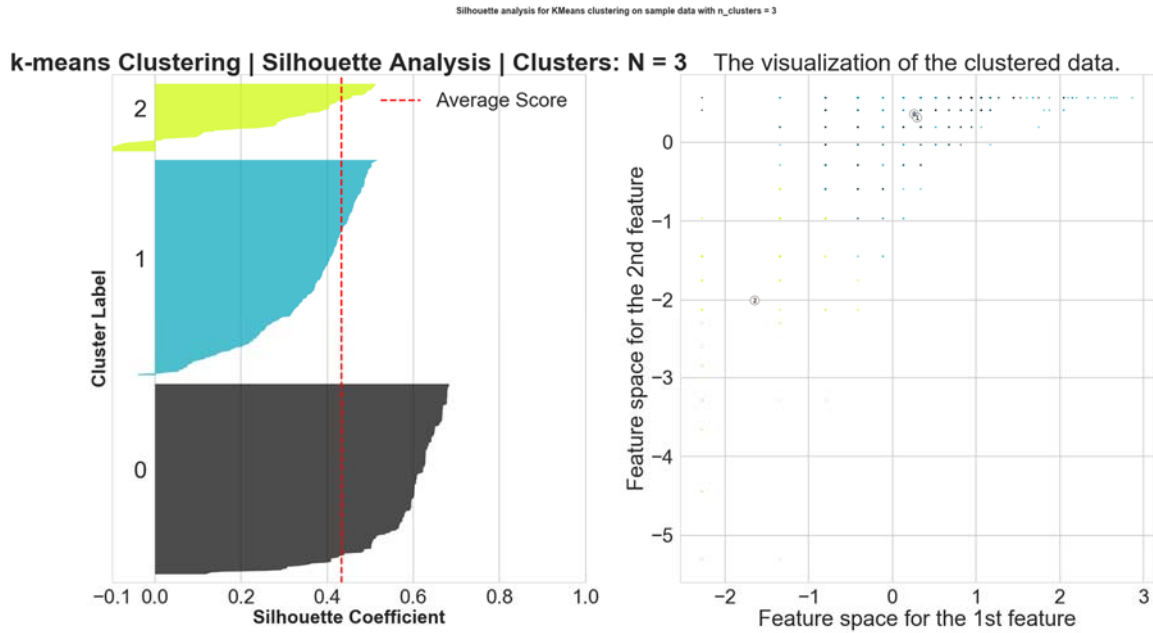 Silhouette analysis for KMeans clustering on sample data with n_clusters = 3
k-means Clustering | Silhouette Analysis | Clusters: N = 3
The visualization of the clustered data.
2
1
0
Average Score
Cluster Label
−0.1 0.0 0.2 0.4 0.6 0.8 1.0
Silhouette Coefficient
Feature space for the 2nd feature
0
−1
−2
−3
−4
−5
0
1
2
−2 −1 0 1 2 3
Feature space for the 1st feature